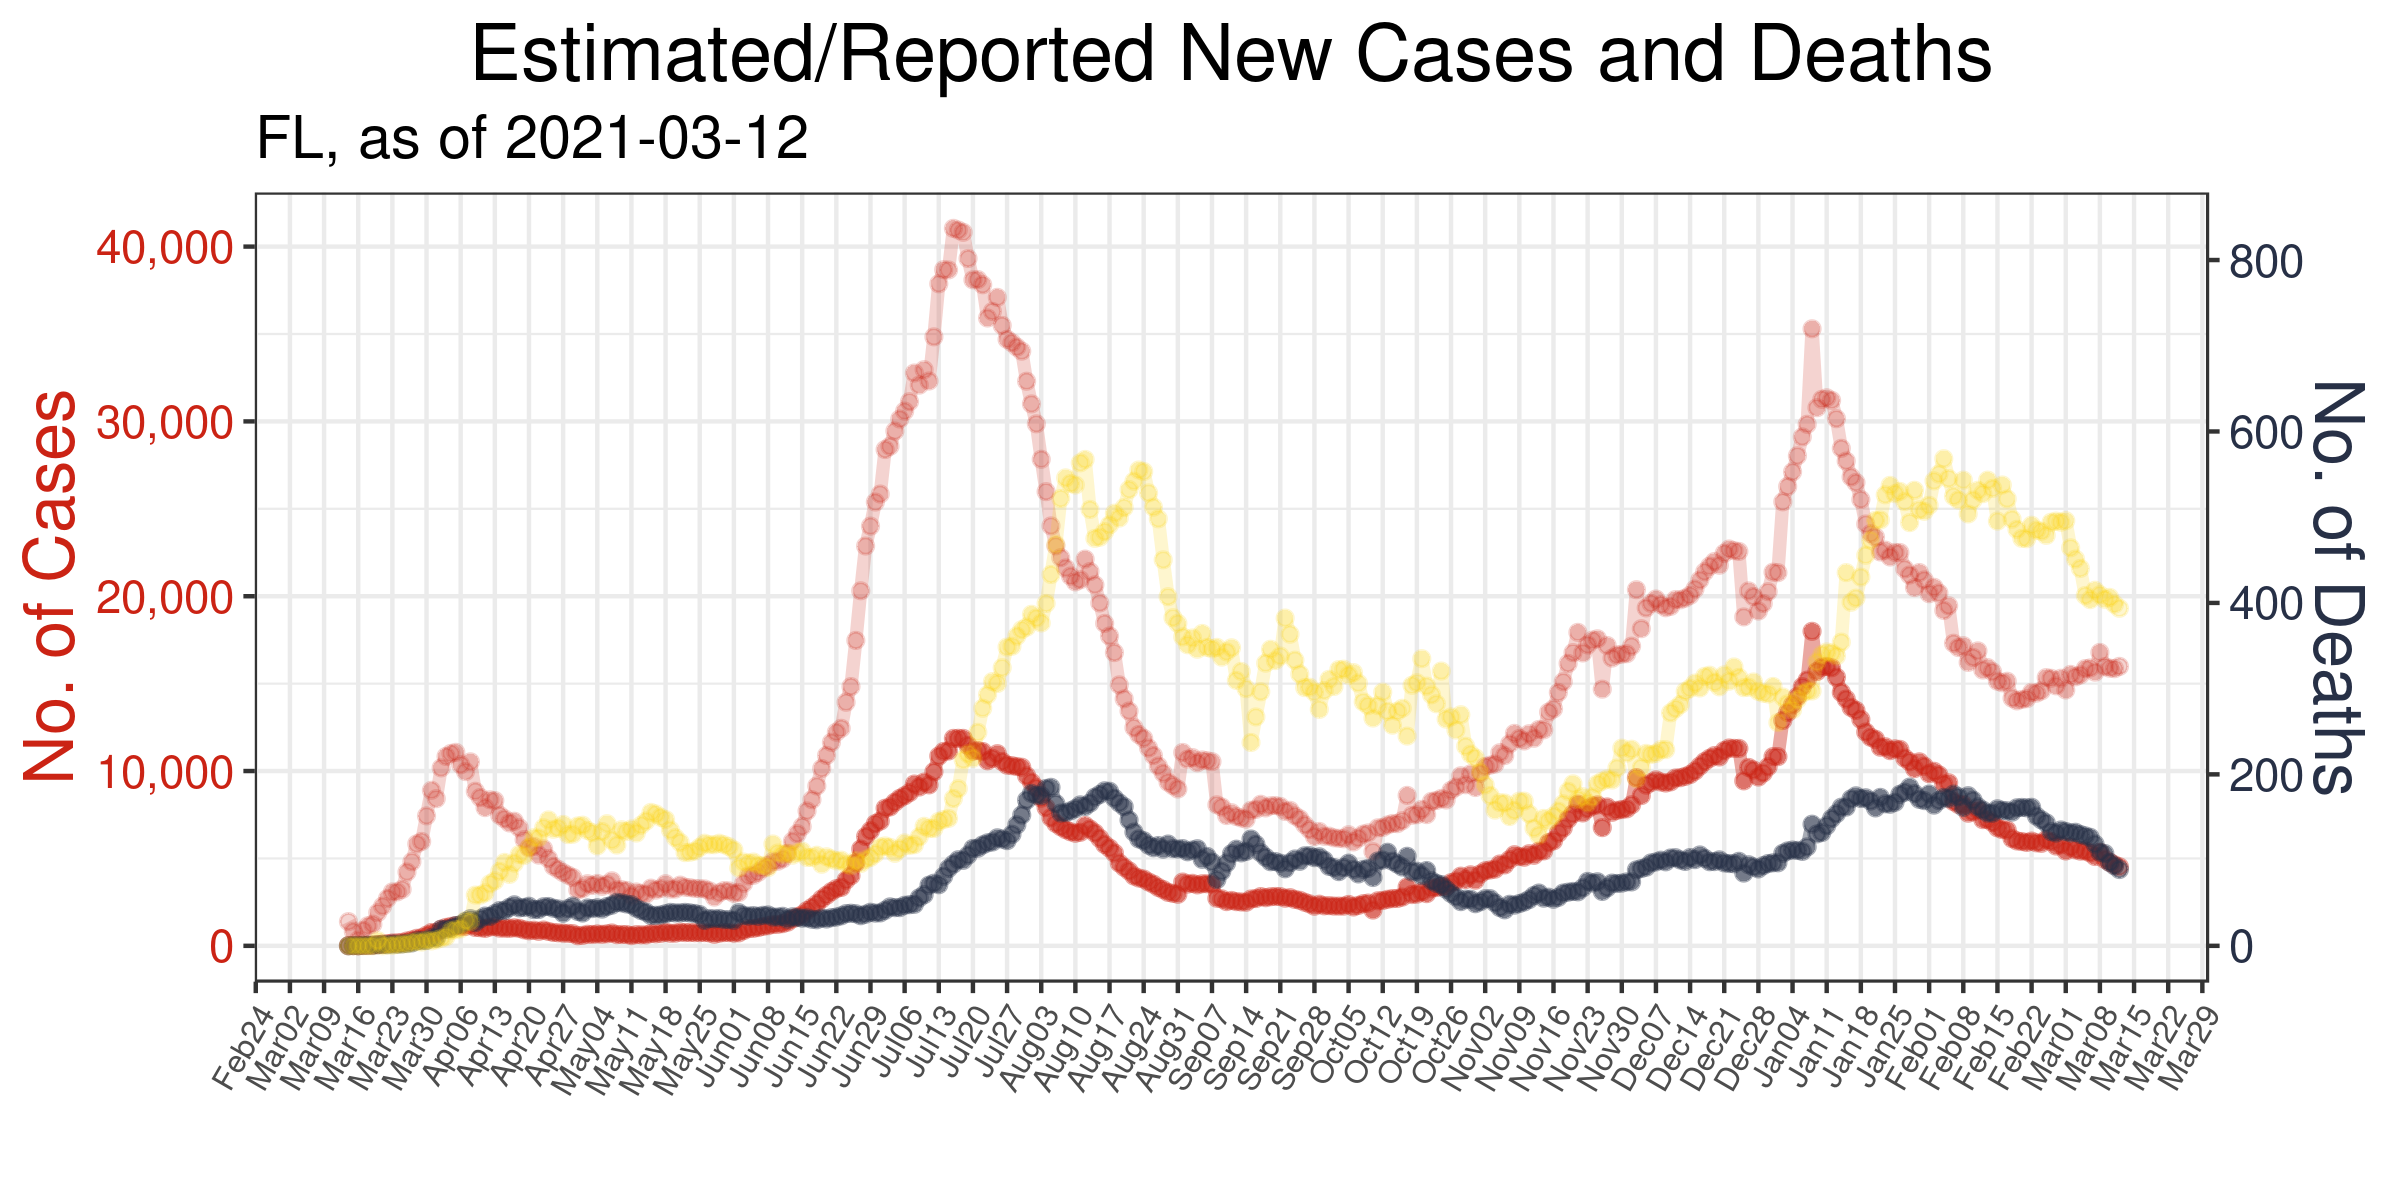 Estimated/Reported New Cases and Deaths
FL, as of 2021-03-12
No. of Cases
40,000
30,000
20,000
10,000
0
800
600
400
200
0
No. of Deaths
Feb24
Mar02
Mar09
Mar16
Mar23
Mar30
Apr06
Apr13
Apr20
Apr27
May04
May11
May18
May25
Jun01
Jun08
Jun15
Jun22
Jun29
Jul06
Jul13
Jul20
Jul27
Aug03
Aug10
Aug17
Aug24
Aug31
Sep07
Sep14
Sep21
Sep28
Oct05
Oct12
Oct19
Oct26
Nov02
Nov09
Nov16
Nov23
Nov30
Dec07
Dec14
Dec21
Dec28
Jan04
Jan11
Jan18
Jan25
Feb01
Feb08
Feb15
Feb22
Mar01
Mar08
Mar15
Mar22
Mar29